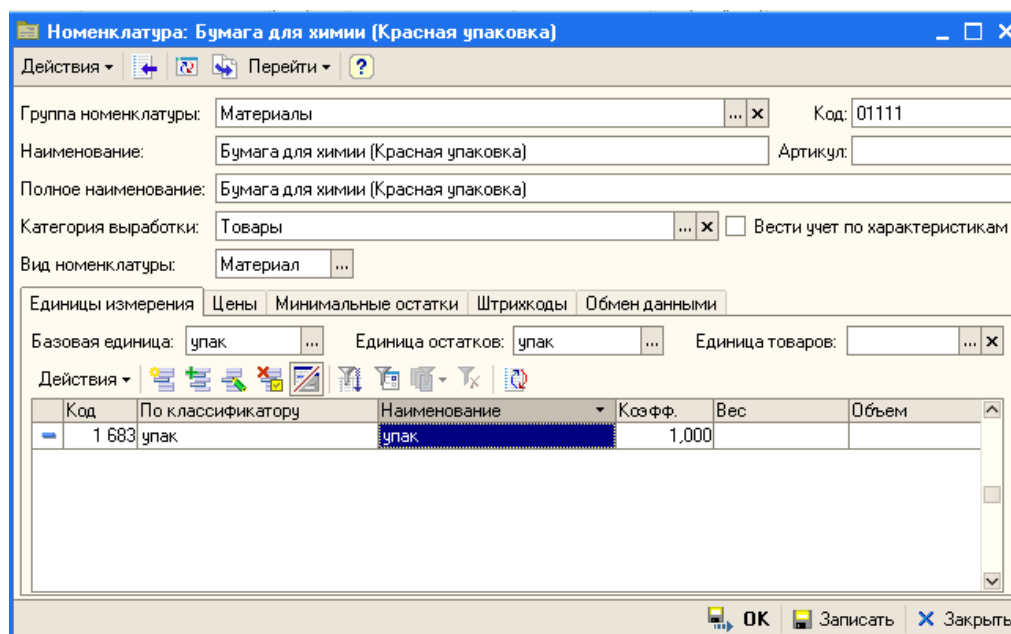 Номенклатура: Бумага для химии (Красная упаковка)
Действия Перейти
Группа номенклатуры: Материалы ... Код: 01111
Наименование: Бумага для химии (Красная упаковка) Артикул:
Полное наименование: Бумага для химии (Красная упаковка)
Категория выработки: Товары ... Вести учет по характеристикам
Вид номенклатуры: Материал ...
Единицы измерения Цены Минимальные остатки Штрихкоды Обмен данными
Базовая единица: упак ... Единица остатков: упак ... Единица товаров: ...
Действия
Код По классификатору Наименование Коэфф. Вес Объем
1 683 упак упак 1,000
OK Записать Закрыть